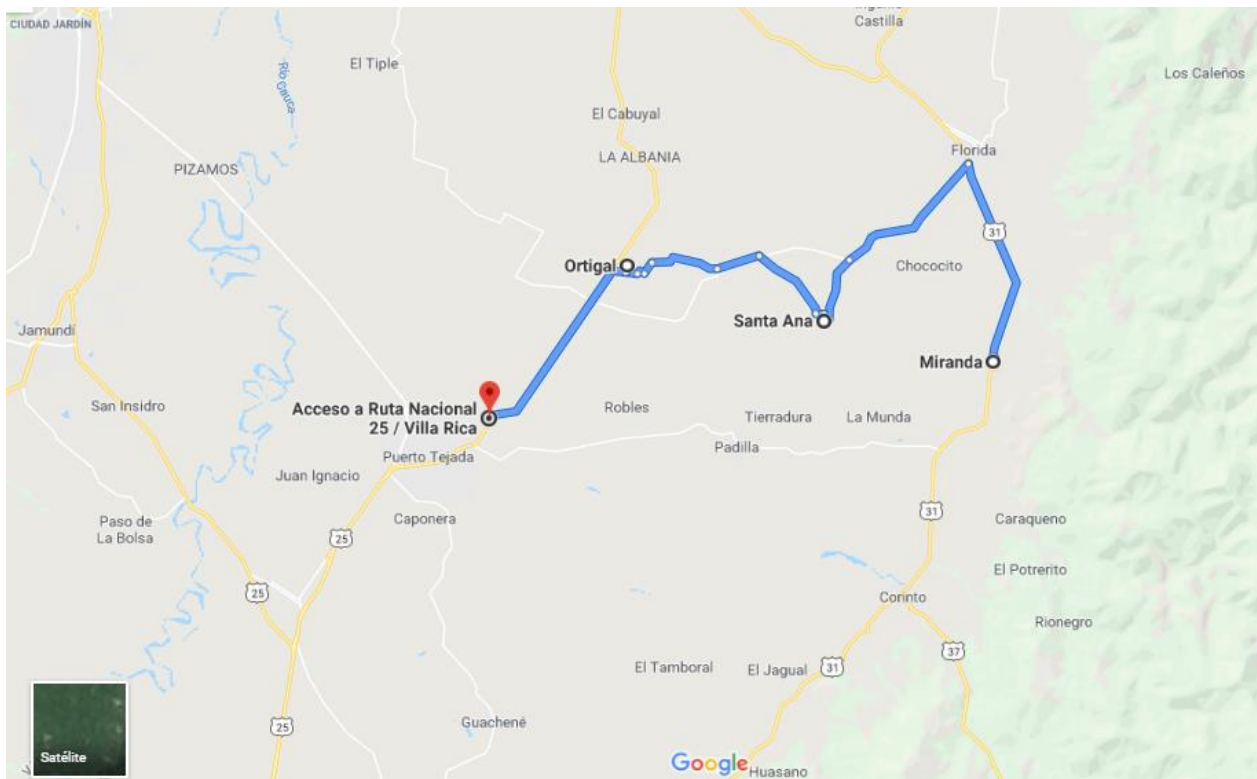 CIUDAD JARDÍN
Castilla
El Tiple
Los Caleños
Río Cauca
El Cabuyal
LA ALBANIA
Florida
PIZAMOS
31
Ortigal
Chococito
Santa Ana
Jamundí
Miranda
San Insidro
Acceso a Ruta Nacional
25 / Villa Rica
Robles
Tierradura
La Munda
Padilla
Puerto Tejada
Juan Ignacio
31
Caponera
Caraqueno
Paso de
La Bolsa
25
El Potrerito
25
Corinto
Rionegro
37
El Tamboral
El Jagual
31
25
Guachené
Satélite
Google
Huasano